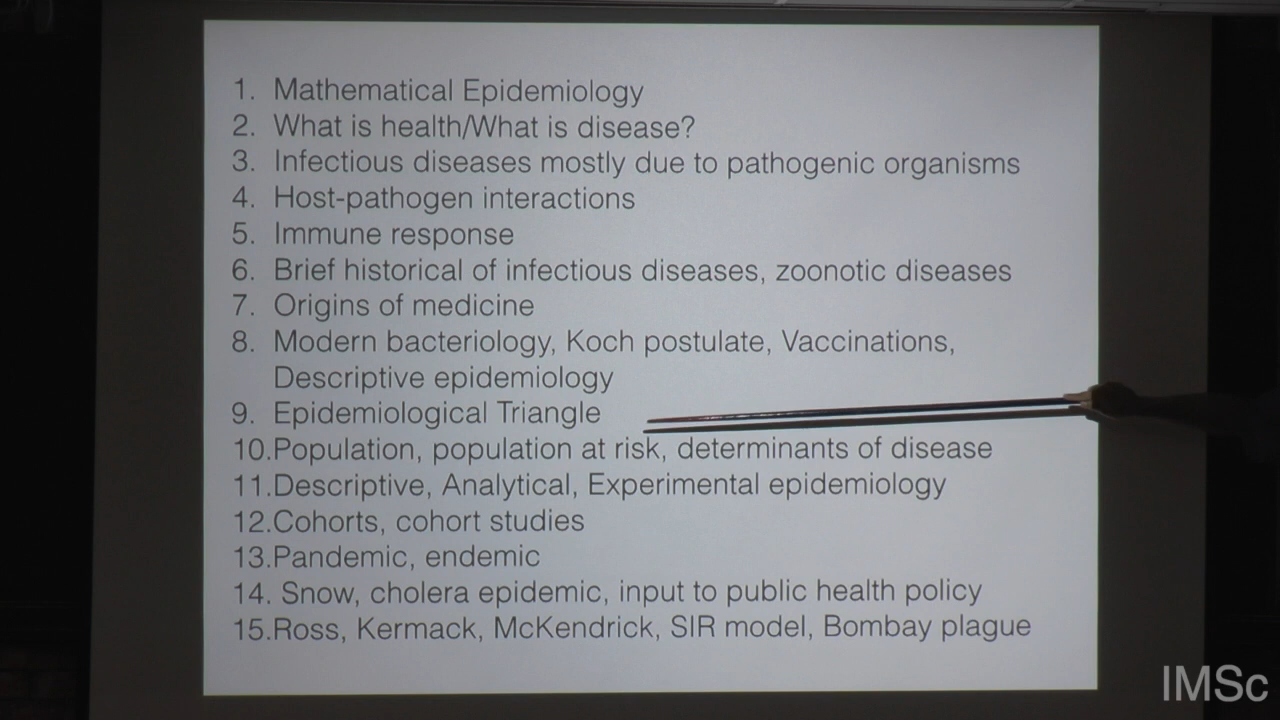 1. Mathematical Epidemiology
2. What is health/What is disease?
3. Infectious diseases mostly due to pathogenic organisms
4. Host-pathogen interactions
5. Immune response
6. Brief historical of infectious diseases, zoonotic diseases
7. Origins of medicine
8. Modern bacteriology, Koch postulate, Vaccinations,
Descriptive epidemiology
9. Epidemiological Triangle
10.Population, population at risk, determinants of disease
11.Descriptive, Analytical, Experimental epidemiology
12.Cohorts, cohort studies
13.Pandemic, endemic
14. Snow, cholera epidemic, input to public health policy
15.Ross, Kermack, McKendrick, SIR model, Bombay plague
IMSc